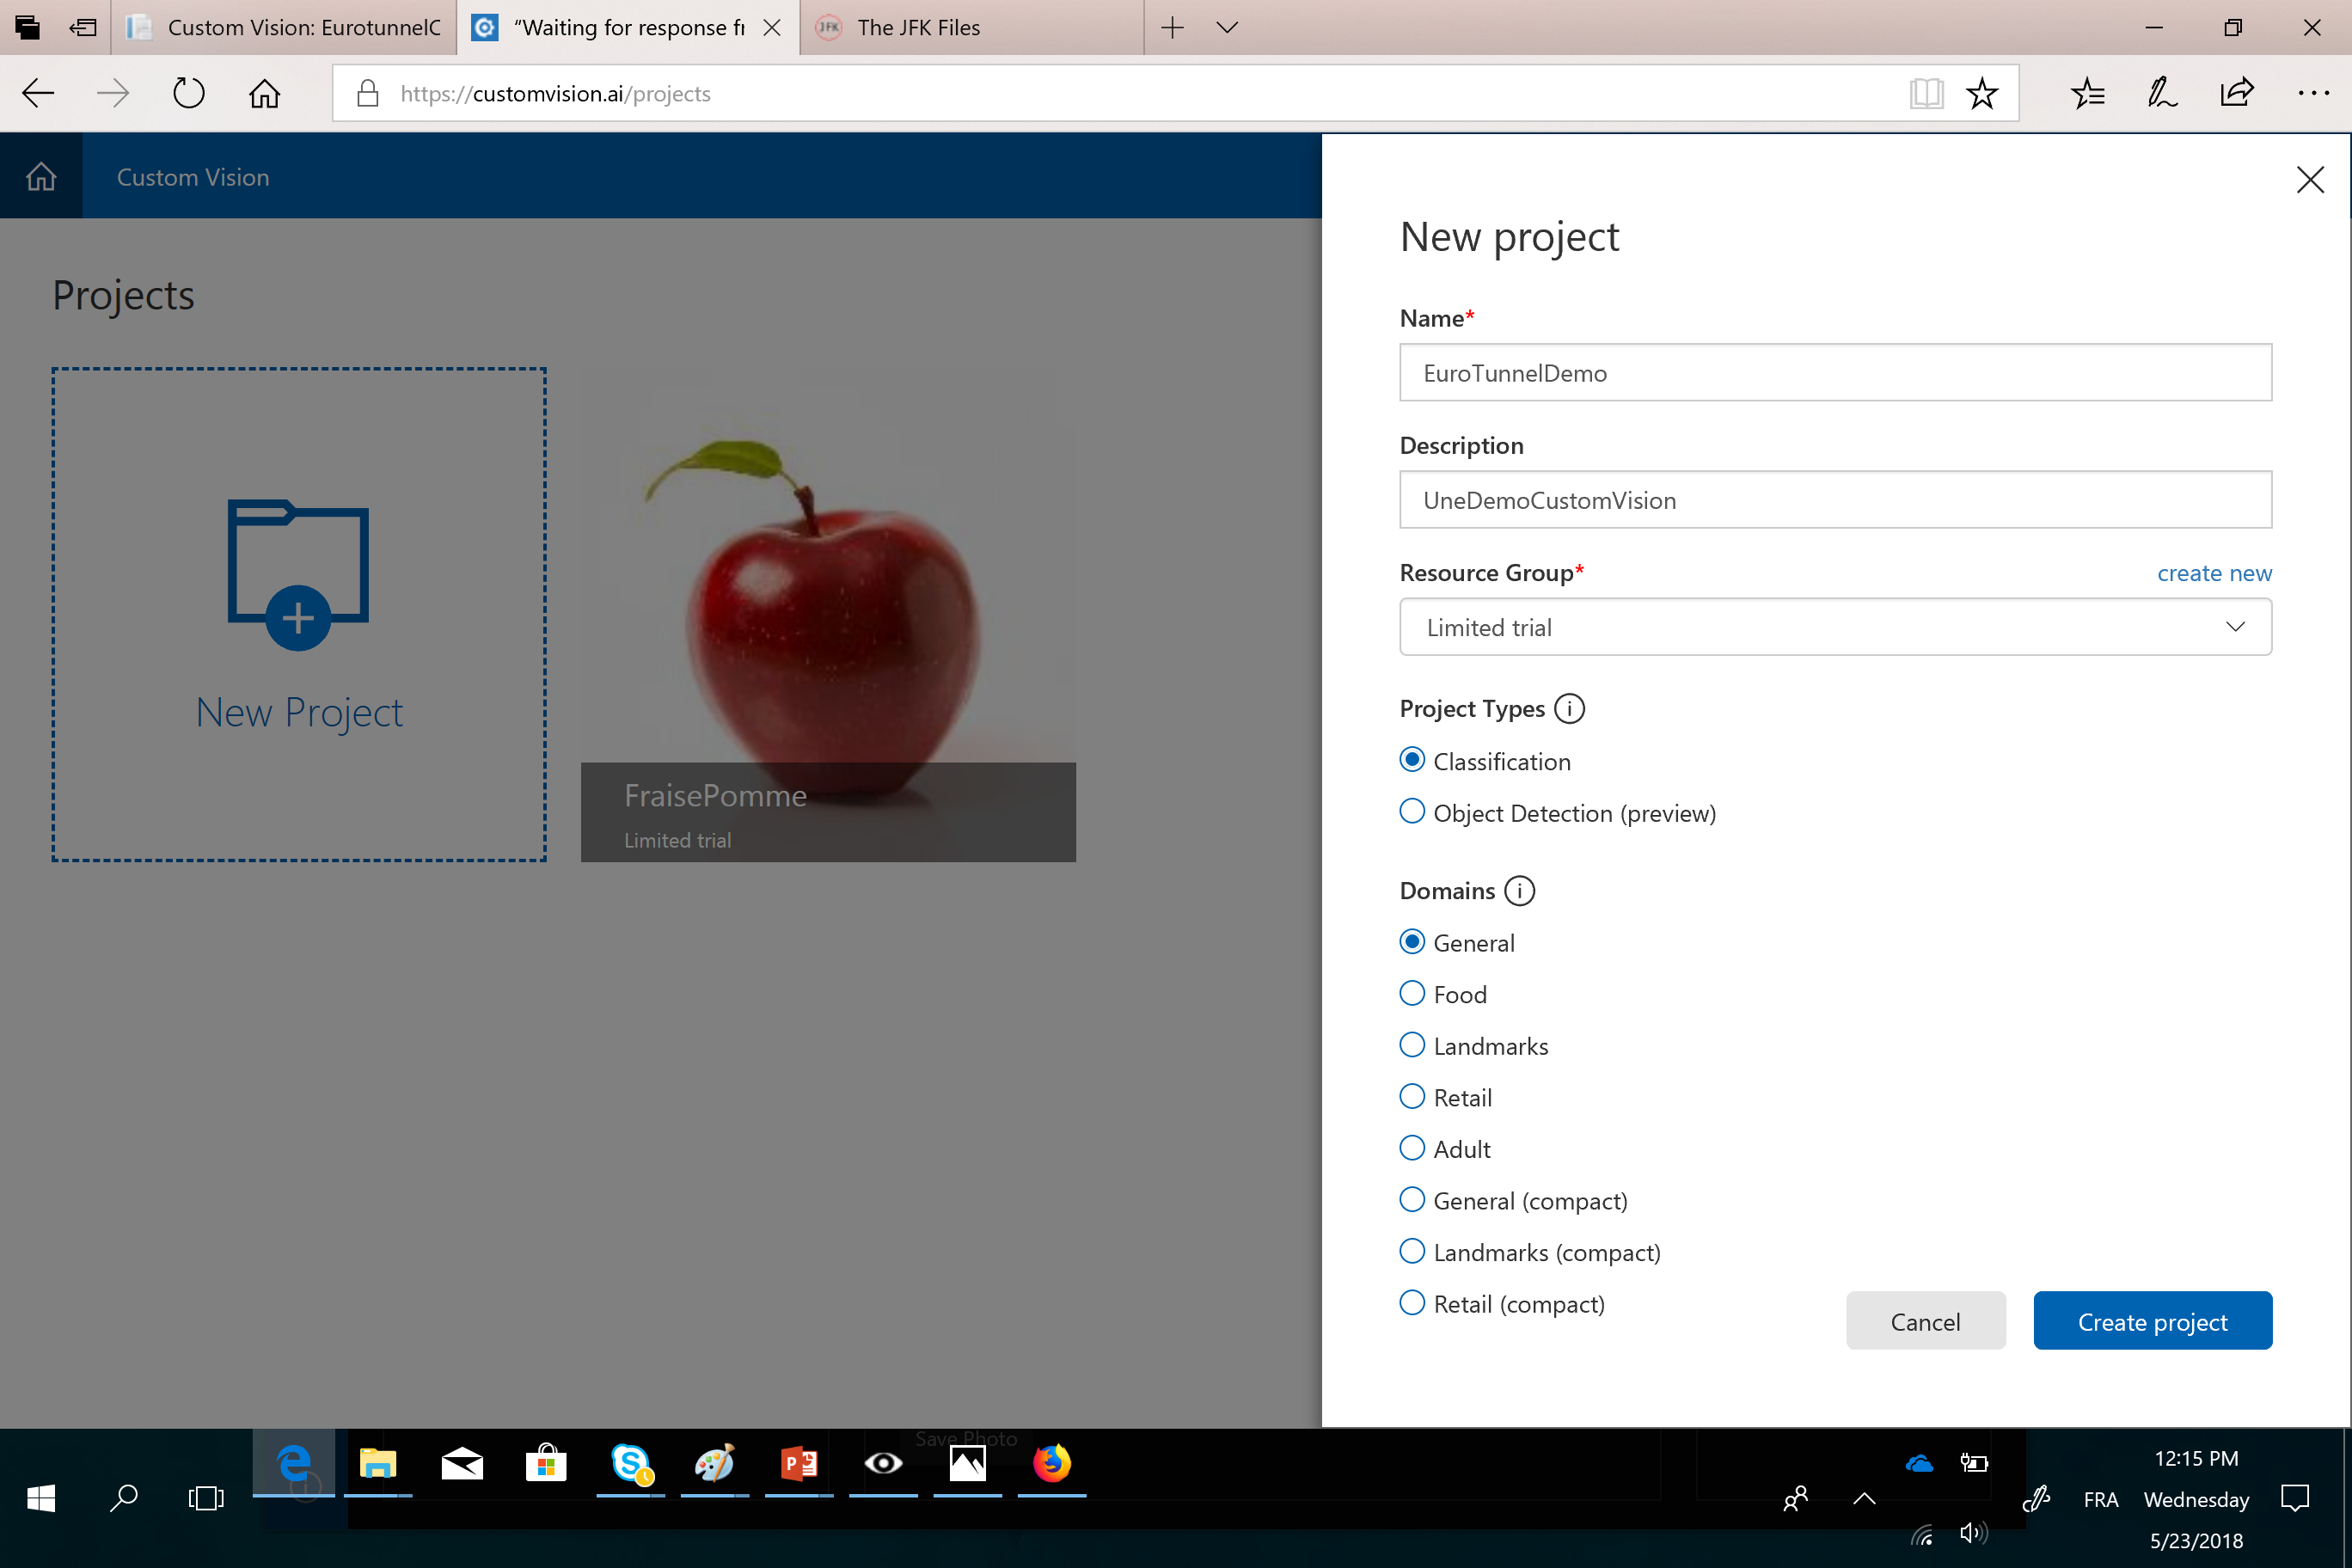 Custom Vision: EurotunnelC
"Waiting for response fr
JFK
The JFK Files
https://customvision.ai/projects
Custom Vision
Projects
New Project
FraisePomme
Limited trial
New project
Name*
EuroTunnelDemo
Description
UneDemoCustomVision
Resource Group*
create new
Limited trial
Project Types
Classification
Object Detection (preview)
Domains
General
Food
Landmarks
Retail
Adult
General (compact)
Landmarks (compact)
Retail (compact)
Cancel
Create project
Save Photo
FRA
12:15 PM
Wednesday
5/23/2018